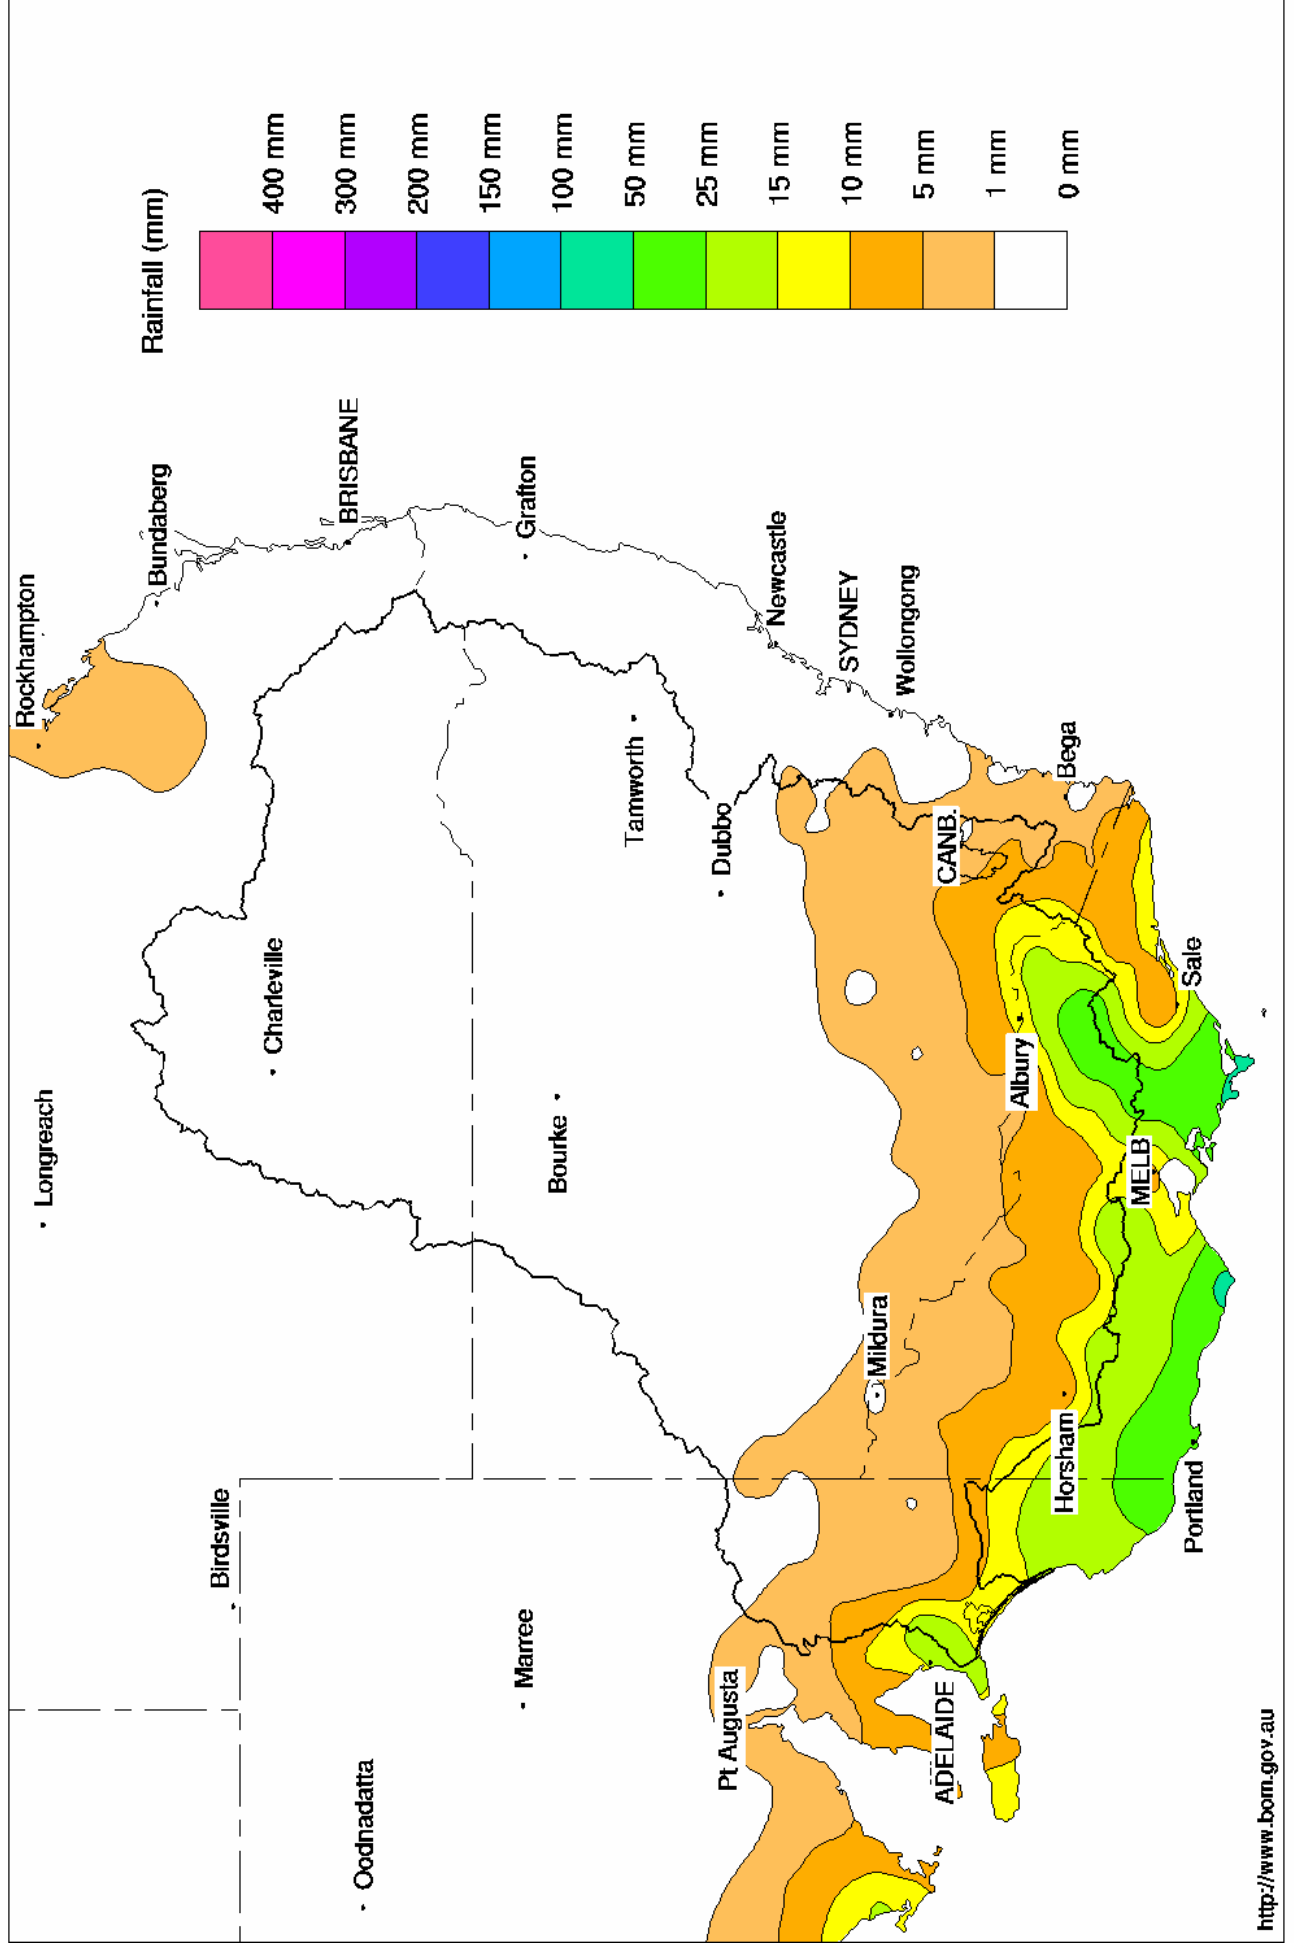 Rainfall (mm)
400 mm
300 mm
200 mm
150 mm
100 mm
50 mm
25 mm
15 mm
10 mm
5 mm
1 mm
0 mm
Rockhampton
Longreach
Bundaberg
Birdsville
Charleville
BRISBANE
Oodnadatta
Marree
Grafton
Bourke
Tamworth
Dubbo
Pt Augusta
Newcastle
SYDNEY
Mildura
Wollongong
ADELAIDE
CANB.
Albury
Horsham
Bega
MELB
Portland
Sale
http://www.bom.gov.au